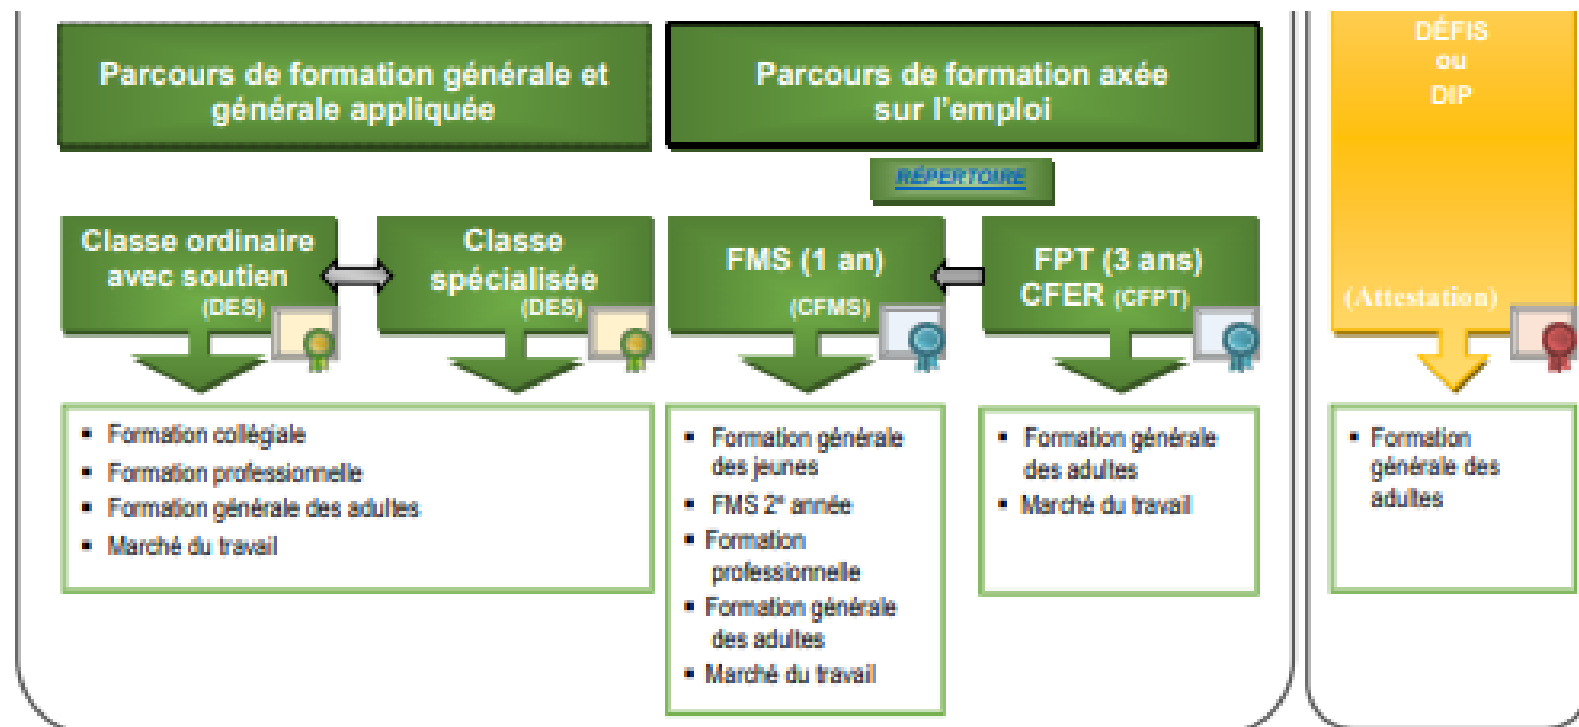 Parcours de formation générale et
générale appliquée
Parcours de formation axée
sur l'emploi
RÉPERTOIRE
Classe ordinaire
avec soutien
(DES)
Classe
spécialisée
(DES)
FMS (1 an)
(CFMS)
FPT (3 ans)
CFER (CFPT)
▪ Formation collégiale
▪ Formation professionnelle
▪ Formation générale des adultes
▪ Marché du travail
▪ Formation générale
des jeunes
▪ FMS 2e année
▪ Formation
professionnelle
▪ Formation générale
des adultes
▪ Marché du travail
▪ Formation générale
des adultes
▪ Marché du travail
DÉFIS
ou
DIP
(Attestation)
▪ Formation
générale des
adultes